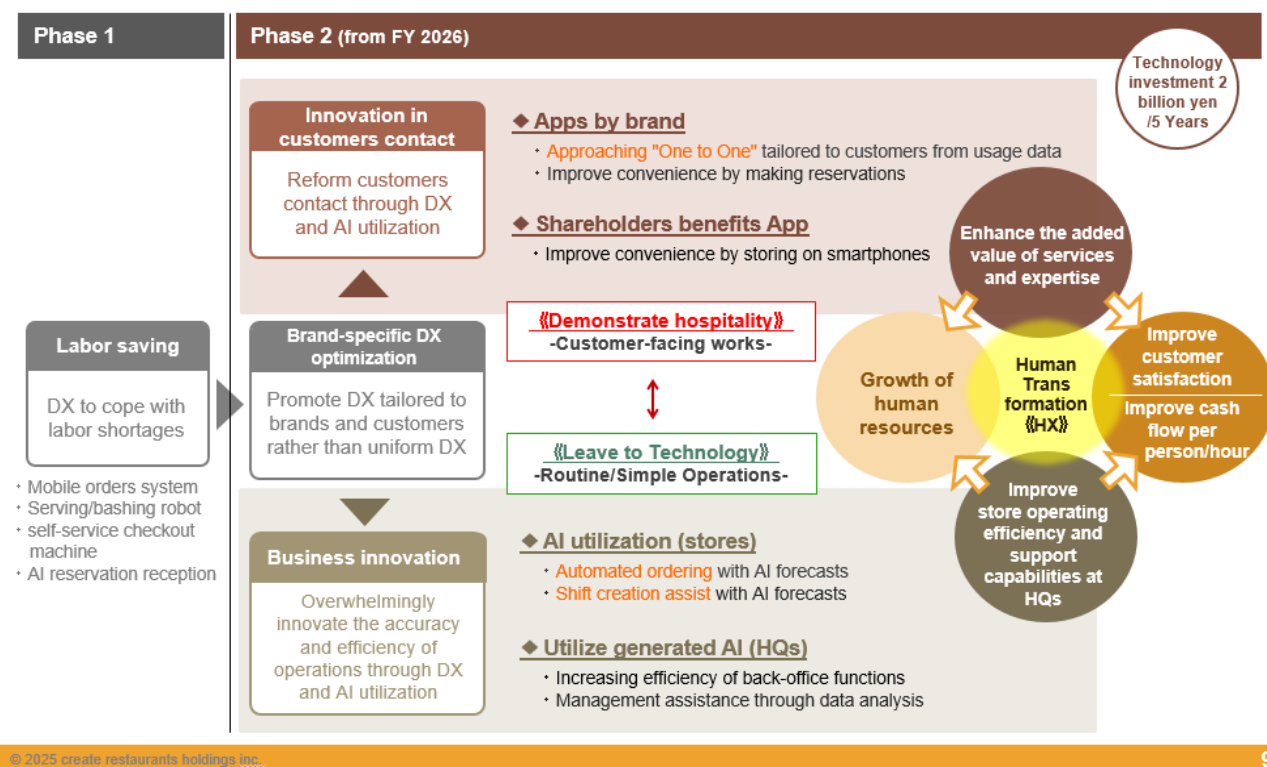 Phase 1
Phase 2 (from FY 2026)
Technology
investment 2
billion yen
/5 Years
Innovation in
customers contact
Reform customers
contact through DX
and AI utilization
◆ Apps by brand
・Approaching "One to One" tailored to customers from usage data
・Improve convenience by making reservations
◆ Shareholders benefits App
・Improve convenience by storing on smartphones
Labor saving
DX to cope with
labor shortages
・Mobile orders system
・Serving/bashing robot
・self-service checkout
machine
・AI reservation reception
Brand-specific DX
optimization
Promote DX tailored to
brands and customers
rather than uniform DX
《Demonstrate hospitality》
-Customer-facing works-
《Leave to Technology》
-Routine/Simple Operations-
Enhance the added
value of services
and expertise
Growth of
human
resources
Human
Trans
formation
《HX》
Improve
customer
satisfaction
Improve cash
flow per
person/hour
Improve
store operating
efficiency and
support
capabilities at
HQs
Business innovation
Overwhelmingly
innovate the accuracy
and efficiency of
operations through DX
and AI utilization
◆ AI utilization (stores)
・Automated ordering with AI forecasts
・Shift creation assist with AI forecasts
◆ Utilize generated AI (HQs)
・Increasing efficiency of back-office functions
・Management assistance through data analysis
© 2025 create restaurants holdings inc.
9